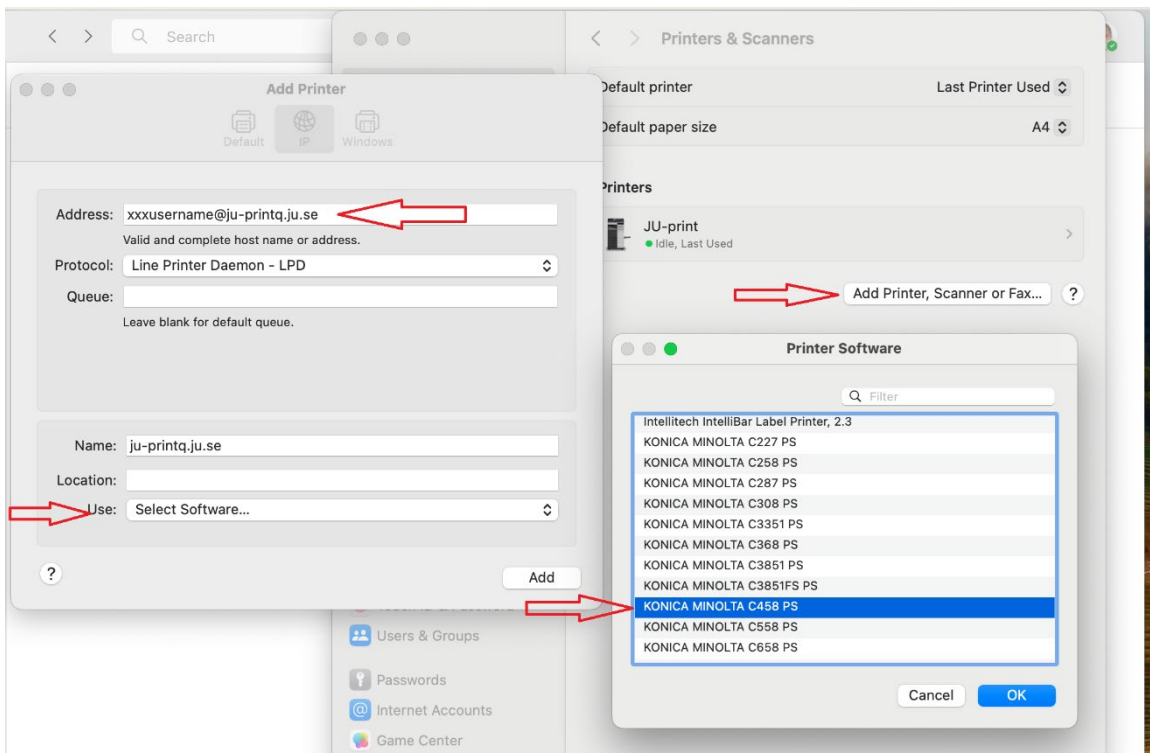 Search
Printers & Scanners
Default printer
Last Printer Used
Default paper size
A4
Printers
JU-print
Idle, Last Used
Add Printer, Scanner or Fax...
?
Add Printer
Default
IP
Windows
Address:
xxxusername@ju-printq.ju.se
Valid and complete host name or address.
Protocol:
Line Printer Daemon - LPD
Queue:
Leave blank for default queue.
Name:
ju-printq.ju.se
Location:
Use:
Select Software...
?
Add
Printer Software
Filter
Intellitech IntelliBar Label Printer, 2.3
KONICA MINOLTA C227 PS
KONICA MINOLTA C258 PS
KONICA MINOLTA C287 PS
KONICA MINOLTA C308 PS
KONICA MINOLTA C3351 PS
KONICA MINOLTA C368 PS
KONICA MINOLTA C3851 PS
KONICA MINOLTA C3851FS PS
KONICA MINOLTA C458 PS
KONICA MINOLTA C558 PS
KONICA MINOLTA C658 PS
Cancel
OK
Users & Groups
Passwords
Internet Accounts
Game Center